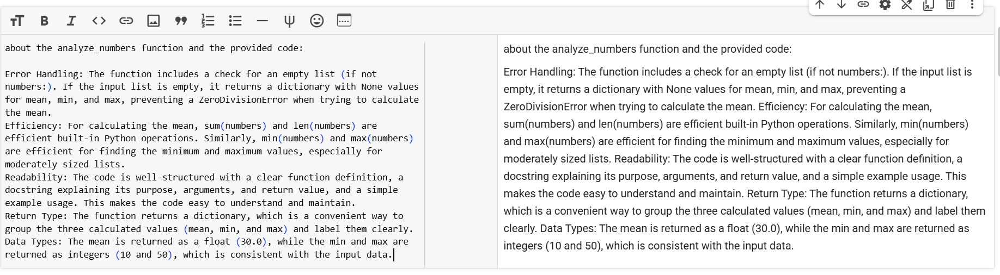 about the analyze_numbers function and the provided code:
Error Handling: The function includes a check for an empty list (if not
numbers:). If the input list is empty, it returns a dictionary with None values
for mean, min, and max, preventing a ZeroDivisionError when trying to calculate
the mean.
Efficiency: For calculating the mean, sum(numbers) and len(numbers) are
efficient built-in Python operations. Similarly, min(numbers) and max(numbers)
are efficient for finding the minimum and maximum values, especially for
moderately sized lists.
Readability: The code is well-structured with a clear function definition, a
docstring explaining its purpose, arguments, and return value, and a simple
example usage. This makes the code easy to understand and maintain.
Return Type: The function returns a dictionary, which is a convenient way to
group the three calculated values (mean, min, and max) and label them clearly.
Data Types: The mean is returned as a float (30.0), while the min and max are
returned as integers (10 and 50), which is consistent with the input data.
about the analyze_numbers function and the provided code:
Error Handling: The function includes a check for an empty list (if not numbers:). If the input list is
empty, it returns a dictionary with None values for mean, min, and max, preventing a
ZeroDivisionError when trying to calculate the mean. Efficiency: For calculating the mean,
sum(numbers) and len(numbers) are efficient built-in Python operations. Similarly, min(numbers)
and max(numbers) are efficient for finding the minimum and maximum values, especially for
moderately sized lists. Readability: The code is well-structured with a clear function definition, a
docstring explaining its purpose, arguments, and return value, and a simple example usage. This
makes the code easy to understand and maintain. Return Type: The function returns a dictionary,
which is a convenient way to group the three calculated values (mean, min, and max) and label them
clearly. Data Types: The mean is returned as a float (30.0), while the min and max are returned as
integers (10 and 50), which is consistent with the input data.